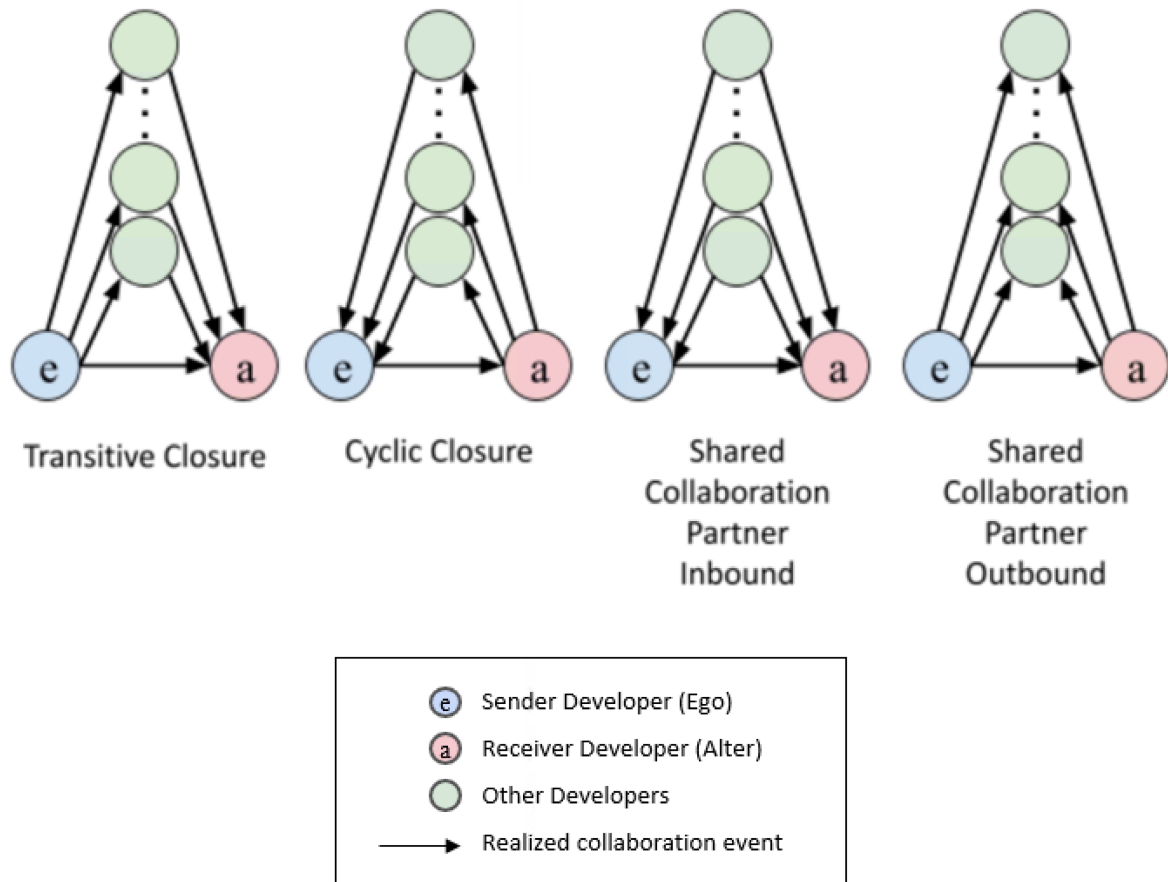 e a e a e a e a
Transitive Closure
Cyclic Closure
Shared
Collaboration
Partner
Inbound
Shared
Collaboration
Partner
Outbound
e Sender Developer (Ego)
a Receiver Developer (Alter)
Other Developers
Realized collaboration event